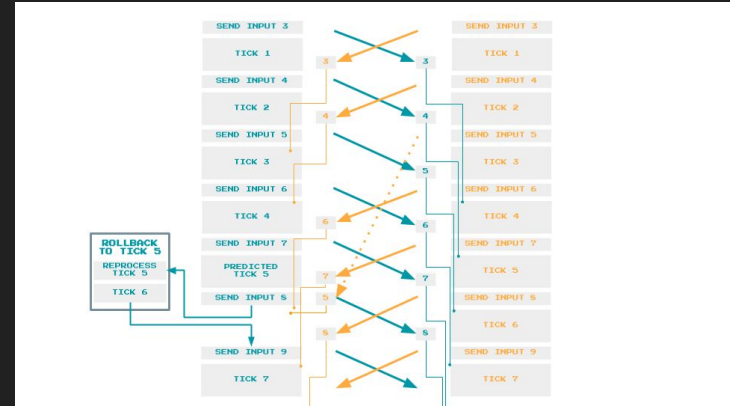 SEND INPUT 3
TICK 1
SEND INPUT 4
TICK 2
SEND INPUT 5
TICK 3
SEND INPUT 6
TICK 4
SEND INPUT 7
PREDICTED
TICK 5
SEND INPUT 8
SEND INPUT 9
TICK 7
ROLLBACK
TO TICK 5
REPROCESS
TICK 5
TICK 6
3
4
6
7
5
8
3
4
5
6
7
8
SEND INPUT 3
TICK 1
SEND INPUT 4
TICK 2
SEND INPUT 5
TICK 3
SEND INPUT 6
TICK 4
SEND INPUT 7
TICK 5
SEND INPUT 8
TICK 6
SEND INPUT 9
TICK 7